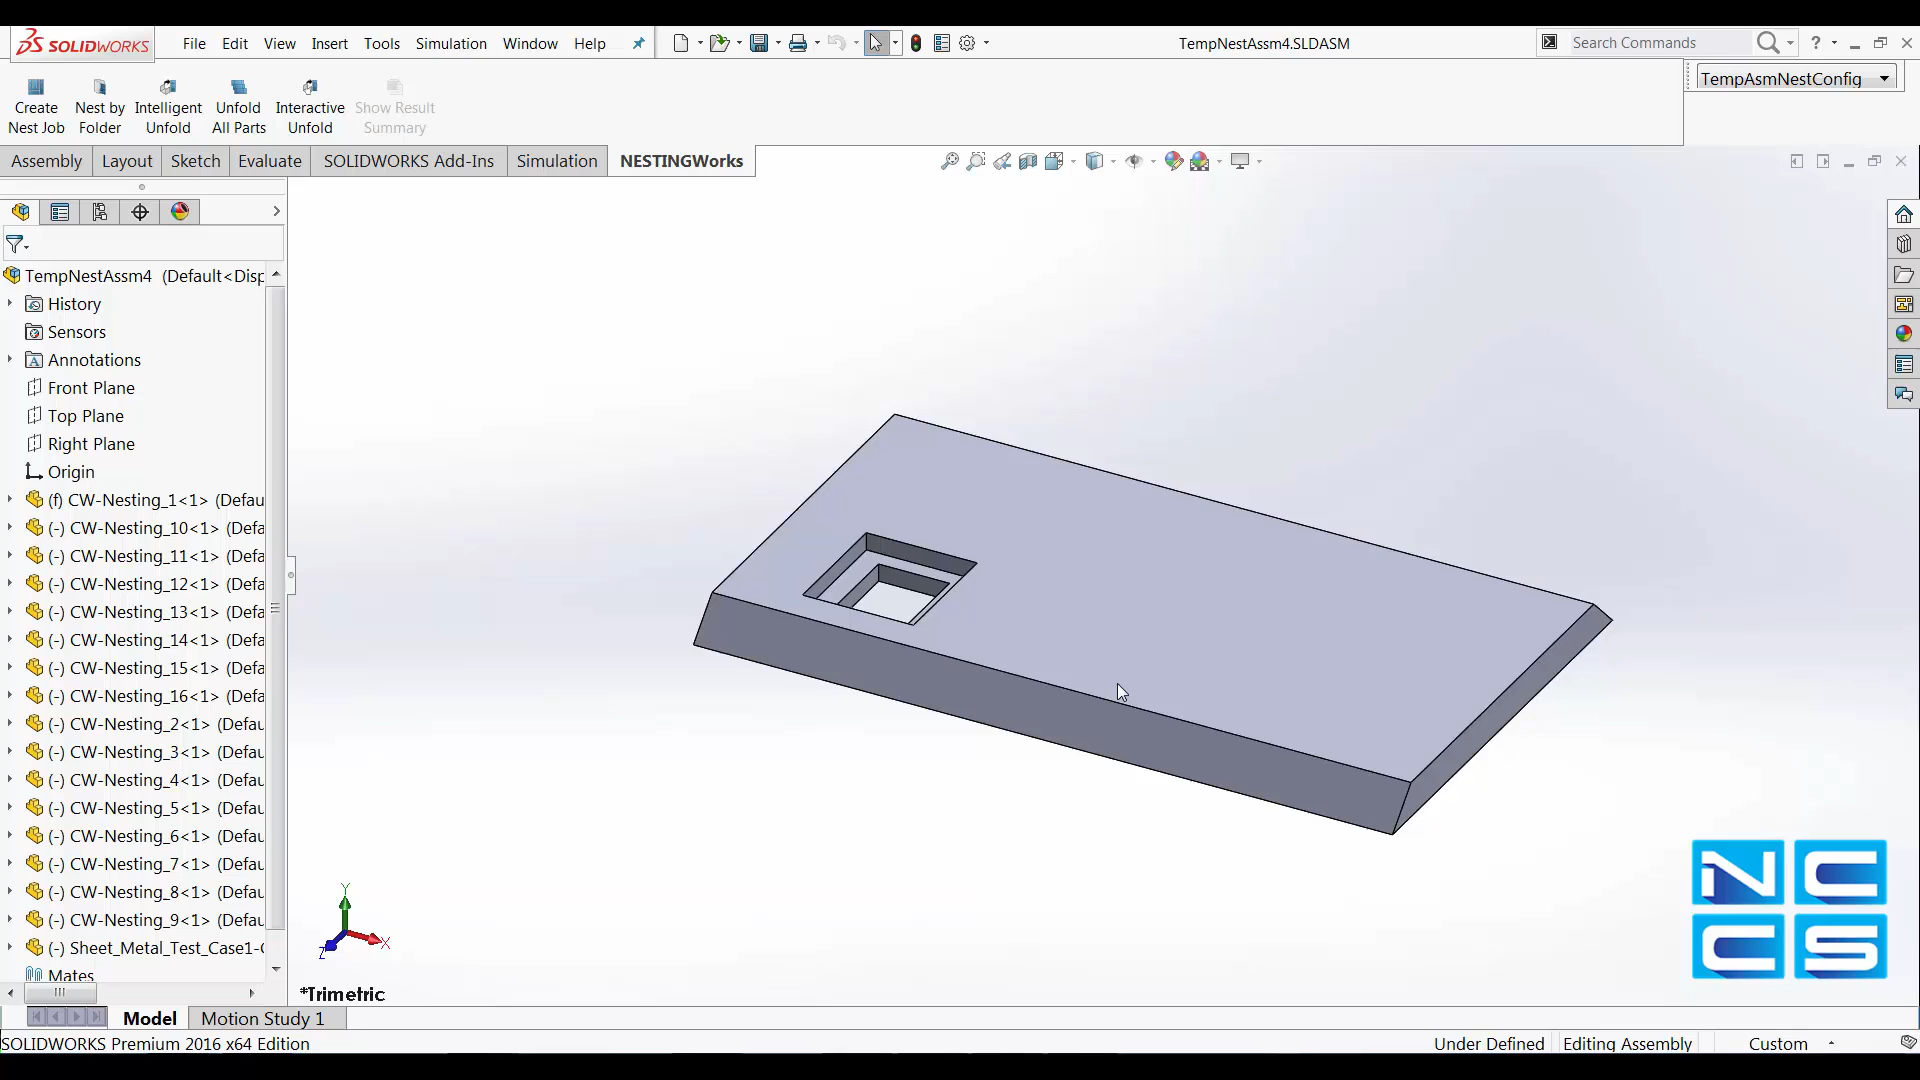 SOLIDWORKS File Edit View Insert Tools Simulation Window Help TempNestAssm4.SLDASM Search Commands ?
TempAsmNestConfig
Create Nest Job
Nest by Folder
Intelligent Unfold
Unfold All Parts
Interactive Unfold
Show Result Summary
Assembly Layout Sketch Evaluate SOLIDWORKS Add-Ins Simulation NESTINGWorks
TempNestAssm4 (Default<Disp
History
Sensors
Annotations
Front Plane
Top Plane
Right Plane
Origin
(f) CW-Nesting_1<1> (Defau
(-) CW-Nesting_10<1> (Defa
(-) CW-Nesting_11<1> (Defa
(-) CW-Nesting_12<1> (Defa
(-) CW-Nesting_13<1> (Defa
(-) CW-Nesting_14<1> (Defa
(-) CW-Nesting_15<1> (Defa
(-) CW-Nesting_16<1> (Defa
(-) CW-Nesting_2<1> (Defau
(-) CW-Nesting_3<1> (Defau
(-) CW-Nesting_4<1> (Defau
(-) CW-Nesting_5<1> (Defau
(-) CW-Nesting_6<1> (Defau
(-) CW-Nesting_7<1> (Defau
(-) CW-Nesting_8<1> (Defau
(-) CW-Nesting_9<1> (Defau
(-) Sheet_Metal_Test_Case1-
Mates
Y
X
Z
*Trimetric
NC
CS
Model Motion Study 1
SOLIDWORKS Premium 2016 x64 Edition Under Defined Editing Assembly Custom